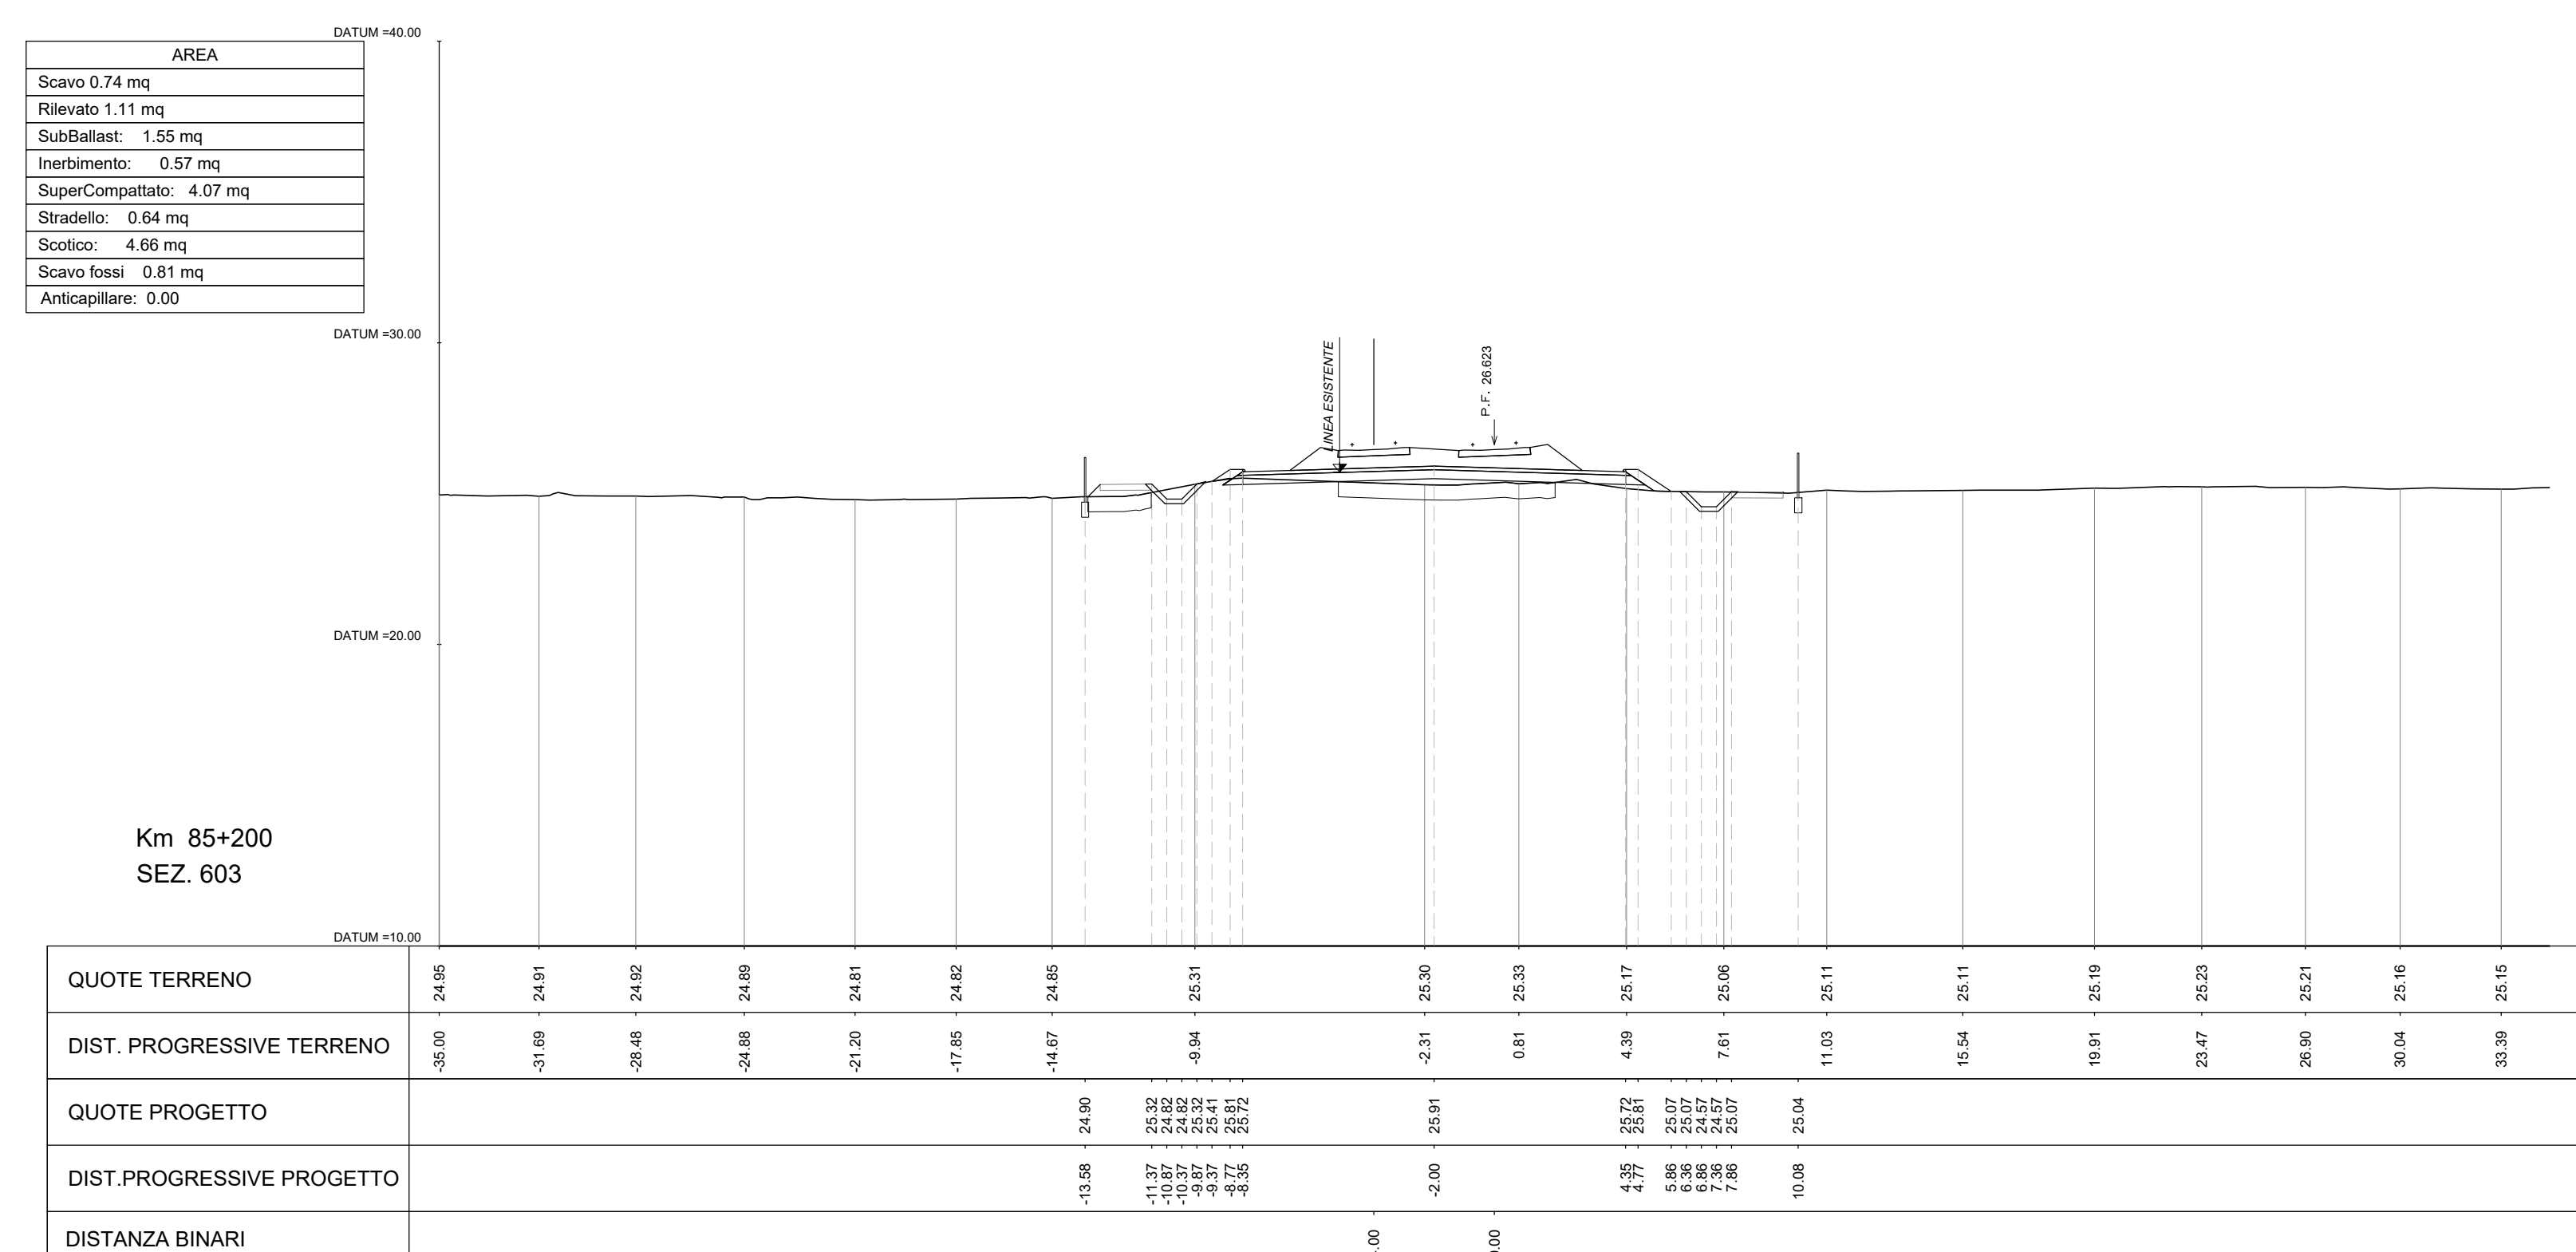 DATUM =40.00
AREA
Scavo 0.74 mq
Rilevato 1.11 mq
SubBallast: 1.55 mq
Inerbimento: 0.57 mq
SuperCompattato: 4.07 mq
Stradello: 0.64 mq
Scotico: 4.66 mq
Scavo fossi 0.81 mq
Anticapillare: 0.00
DATUM =30.00
LINEA ESISTENTE
P.F. 26.623
DATUM =20.00
Km 85+200
SEZ. 603
DATUM =10.00
QUOTE TERRENO 24.95 24.91 24.92 24.89 24.81 24.82 24.85 25.31 25.30 25.33 25.17 25.06 25.11 25.11 25.19 25.23 25.21 25.16 25.15
DIST. PROGRESSIVE TERRENO -35.00 -31.69 -28.48 -24.88 -21.20 -17.85 -14.67 -9.94 -2.31 0.81 4.39 7.61 11.03 15.54 19.91 23.47 26.90 30.04 33.39
QUOTE PROGETTO 24.90 25.32 24.82 24.82 25.32 25.41 25.81 25.72 25.91 25.72 25.81 25.07 25.07 24.57 24.57 25.07 25.04
DIST.PROGRESSIVE PROGETTO -13.58 -11.37 -10.87 -10.37 -9.87 -9.37 -8.77 -8.35 -2.00 4.35 4.77 5.86 6.36 6.86 7.36 7.86 10.08
DISTANZA BINARI